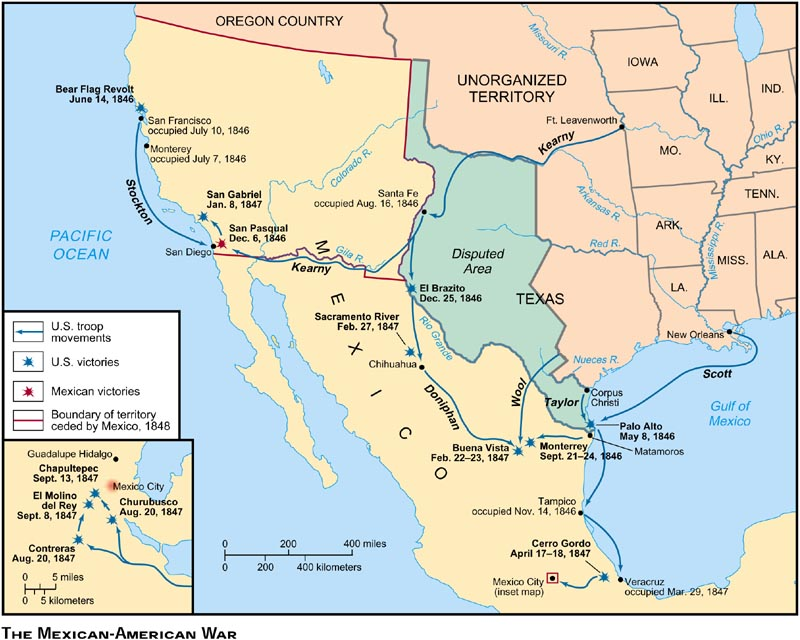 OREGON COUNTRY
Missouri R.
UNORGANIZED
TERRITORY
IOWA
ILL.
IND.
Bear Flag Revolt
June 14, 1846
San Francisco
occupied July 10, 1846
Monterey
occupied July 7, 1846
Ft. Leavenworth
Kearny
MO.
Ohio R.
KY.
TENN.
Colorado R.
Stockton
San Gabriel
Jan. 8, 1847
San Pasqual
Dec. 6, 1846
Santa Fe
occupied Aug. 16, 1846
Arkansas R.
ARK.
Mississippi R.
MISS.
ALA.
PACIFIC
OCEAN
San Diego
Gila R.
Kearny
Disputed
Area
Red R.
LA.
TEXAS
El Brazito
Dec. 25, 1846
MEXICO
Sacramento River
Feb. 27, 1847
Rio Grande
Chihuahua
New Orleans
Nueces R.
Scott
Doniphan
Wool
Taylor
Corpus
Christi
Gulf of
Mexico
Palo Alto
May 8, 1846
Buena Vista
Feb. 22–23, 1847
Monterrey
Sept. 21–24, 1846
Matamoros
Tampico
occupied Nov. 14, 1846
Cerro Gordo
April 17–18, 1847
Mexico City
(inset map)
Veracruz
occupied Mar. 29, 1847
U.S. troop
movements
U.S. victories
Mexican victories
Boundary of territory
ceded by Mexico, 1848
Guadalupe Hidalgo
Chapultepec
Sept. 13, 1847
Mexico City
El Molino
del Rey
Sept. 8, 1847
Churubusco
Aug. 20, 1847
Contreras
Aug. 20, 1847
0 5 miles
0 5 kilometers
0 200 400 miles
0 200 400 kilometers
THE MEXICAN-AMERICAN WAR